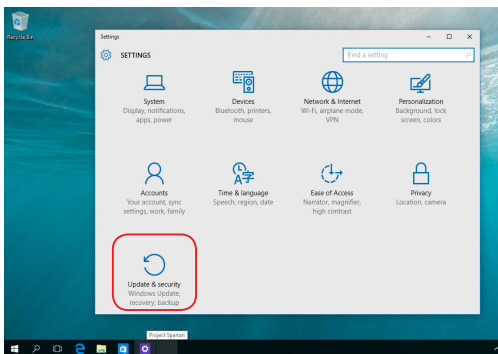 Recycle Bin
Settings
SETTINGS
Find a setting
System
Display, notifications,
apps, power
Devices
Bluetooth, printers,
mouse
Network & Internet
Wi-Fi, airplane mode,
VPN
Personalization
Background, lock
screen, colors
Accounts
Your account, sync
settings, work, family
Time & language
Speech, region, date
Ease of Access
Narrator, magnifier,
high contrast
Privacy
Location, camera
Update & security
Windows Update,
recovery, backup
Project Spartan